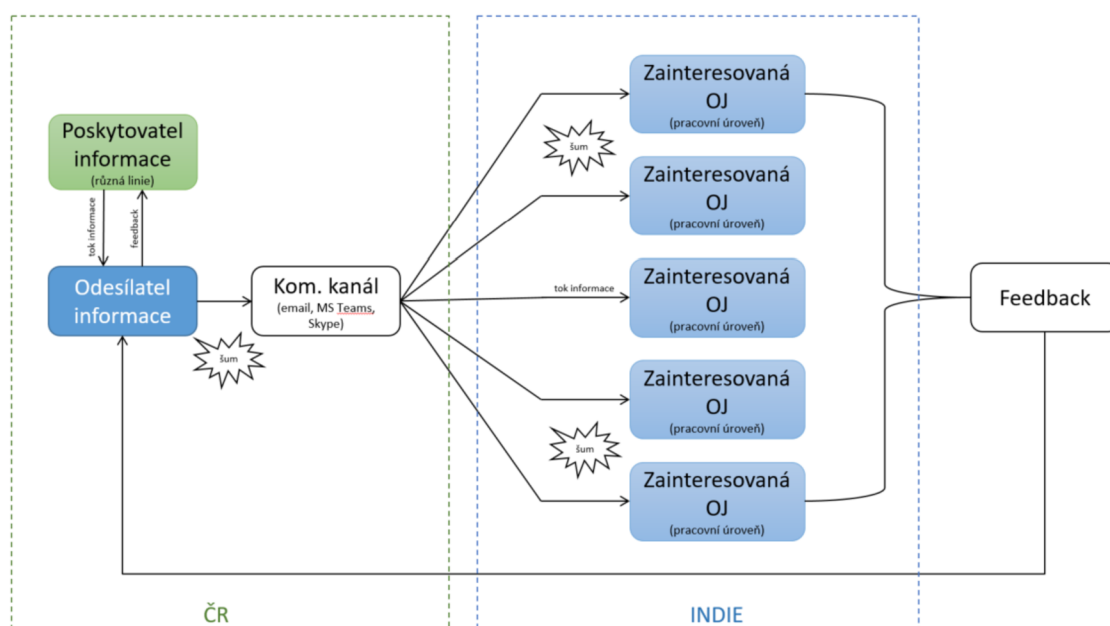 Poskytovatel
informace
(různá linie)
tok informace
feedback
Odesílatel
informace
šum
Kom. kanál
(email, MS Teams,
Skype)
ČR
Zainteresovaná
OJ
(pracovní úroveň)
šum
Zainteresovaná
OJ
(pracovní úroveň)
tok informace
Zainteresovaná
OJ
(pracovní úroveň)
Zainteresovaná
OJ
(pracovní úroveň)
šum
Zainteresovaná
OJ
(pracovní úroveň)
INDIE
Feedback